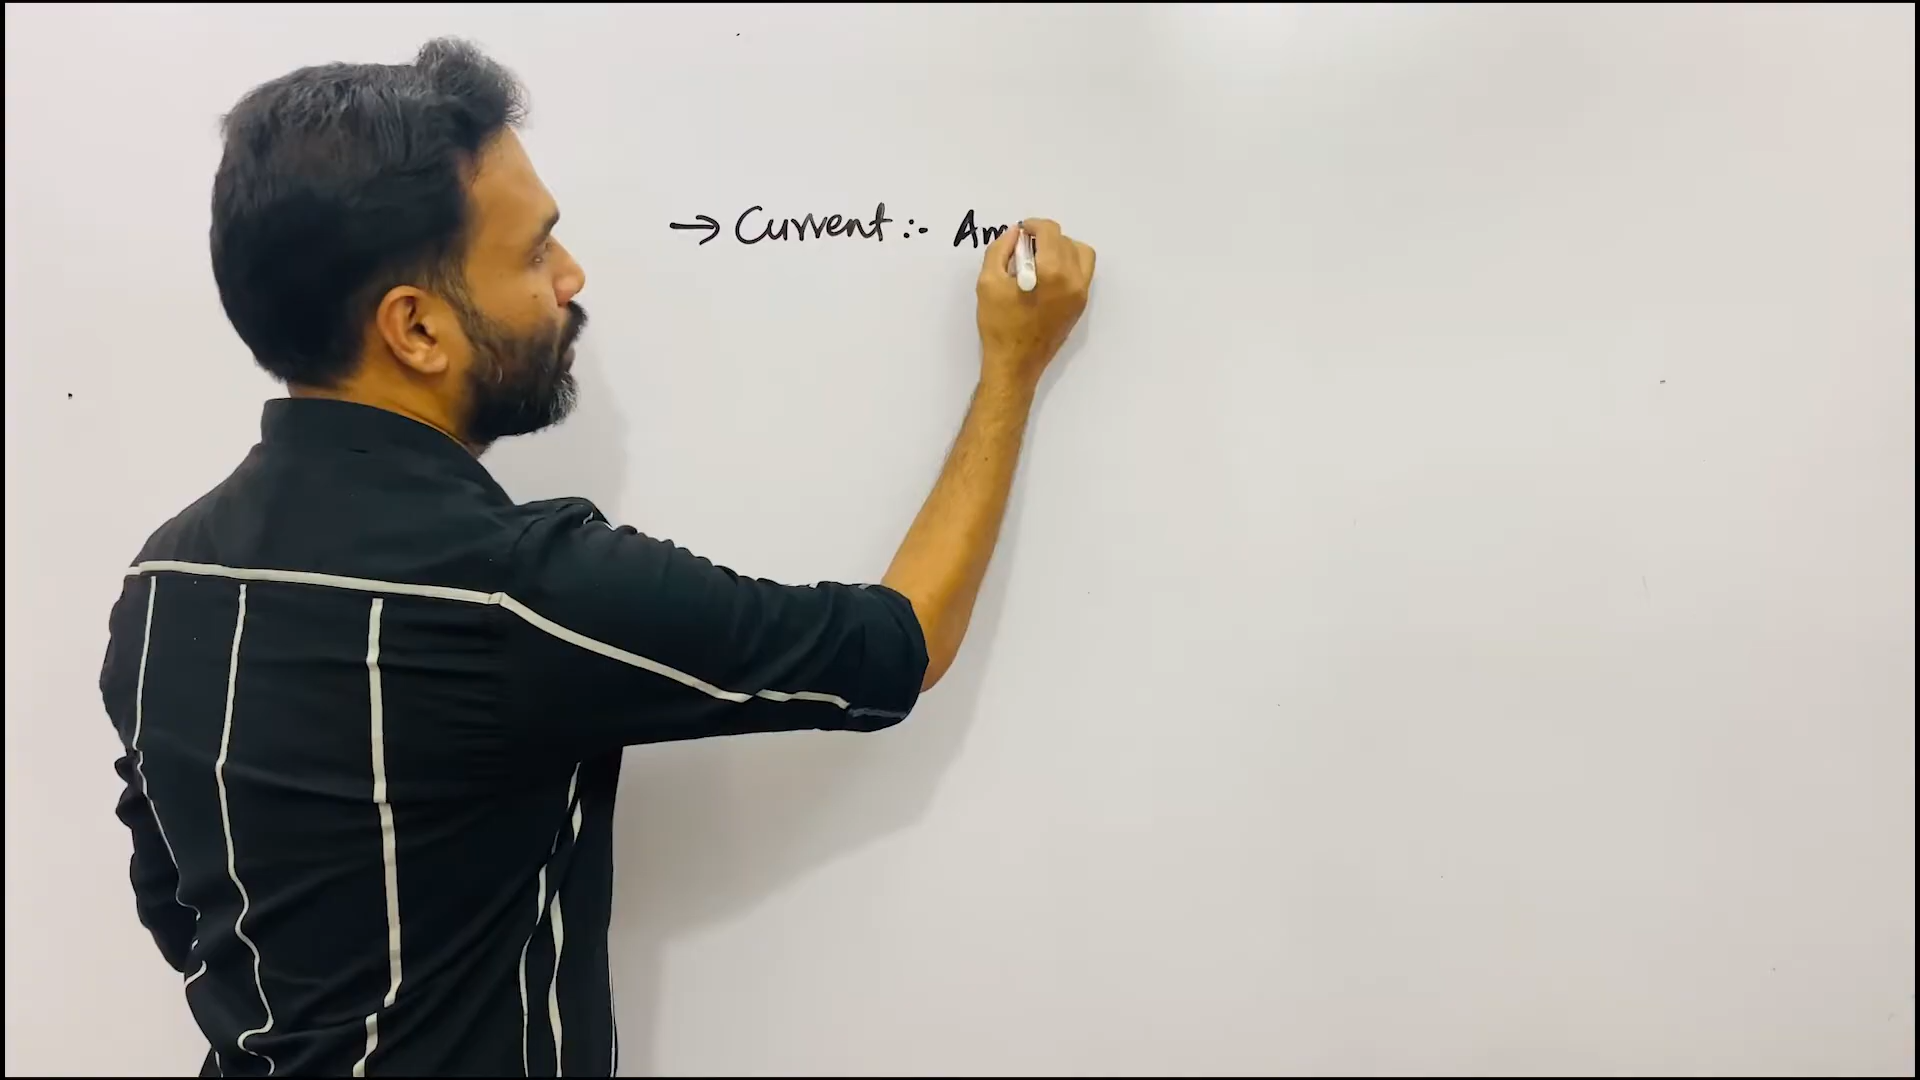 → Current :- Am